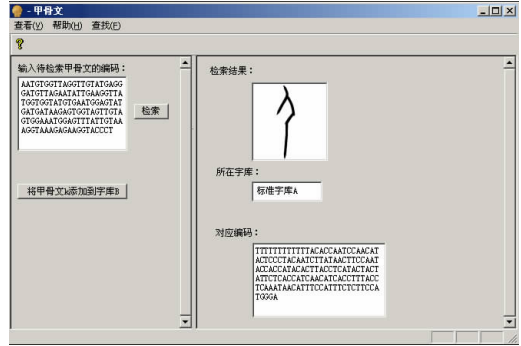 - 甲骨文
查看(V) 帮助(H) 查找(F)
输入待检索甲骨文的编码：
AATGTGGTTAGGTTGTATGAGG
GATGTTAGAATATTGAAGGTTA
TGGTGGTATGTGAATGGAGTAT
GATGATAAGAGTGGTAGTTGTA
GTGGAAATGGAGTTTATTGTAA
AGGTAAAGAGAAGGTACCCT
检索
将甲骨文W添加到字库B
检索结果：
所在字库：
标准字库A
对应编码：
TTTTTTTTTTTTACACCAATCCAACAT
ACTCCCTACAATCTTATAACTTCCAAT
ACCACCATACACTTACCTCATACTACT
ATTCTCACCATCAACATCACCTTTACC
TCAAATAACATTTCCATTTCTCTTCCA
TGGGA